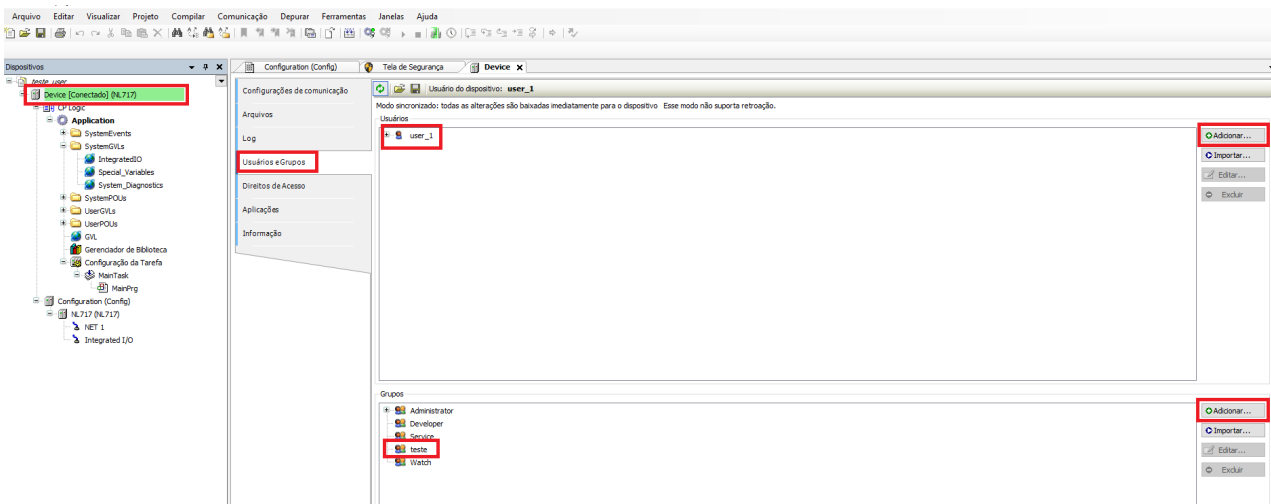 Arquivo Editar Visualizar Projeto Compilar Comunicação Depurar Ferramentas Janelas Ajuda
Dispositivos
teste_user
Device [Conectado] (NL717)
CP Logic
Application
SystemEvents
SystemGVLs
IntegratedIO
Special_Variables
System_Diagnostics
SystemPOUs
UserGVLs
UserPOUs
GVL
Gerenciador de Biblioteca
Configuração da Tarefa
MainTask
MainPrg
Configuration (Config)
NL717 (NL717)
NET 1
Integrated I/O
Configuration (Config) Tela de Segurança Device
Configurações de comunicação
Arquivos
Log
Usuários e Grupos
Direitos de Acesso
Aplicações
Informação
Usuário do dispositivo: user_1
Modo sincronizado: todas as alterações são baixadas imediatamente para o dispositivo Esse modo não suporta retroação.
Usuários
user_1
Adicionar...
Importar...
Editar...
Excluir
Grupos
Administrator
Developer
Service
teste
Watch
Adicionar...
Importar...
Editar...
Excluir